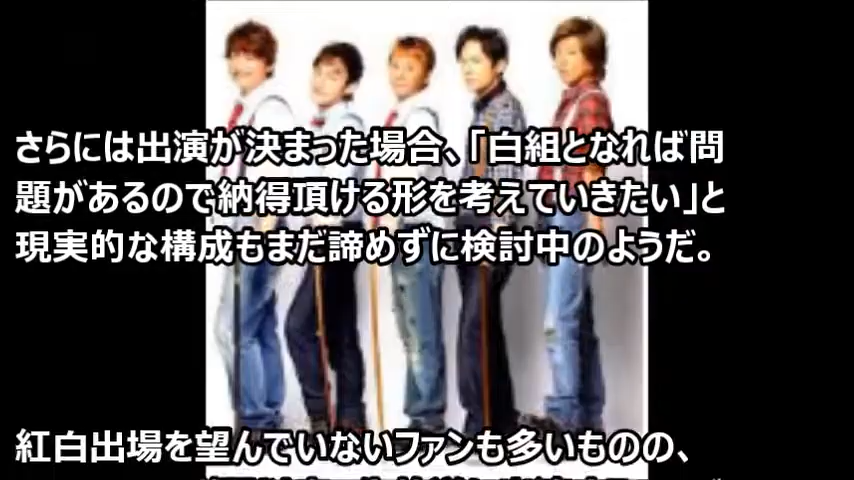 さらには出演が決まった場合、「白組となれば問
題があるので納得頂ける形を考えていきたい」と
現実的な構成もまだ諦めずに検討中のようだ。
紅白出場を望んでいないファンも多いものの、